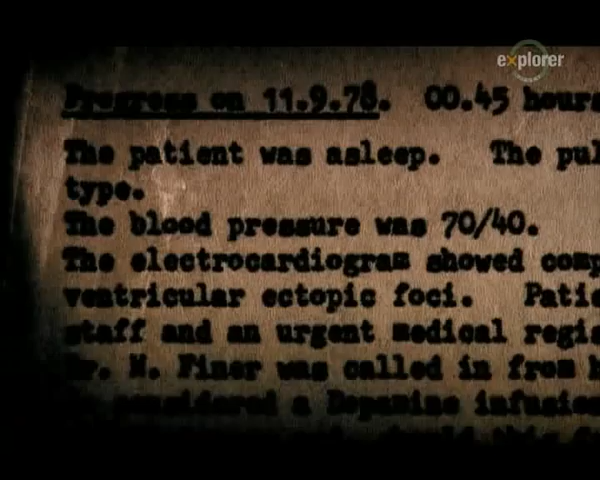 explorer
Progress on 11.9.78. 00.45 hours
The patient was asleep. The pul
type.
The blood pressure was 70/40.
The electrocardiogram showed comp
ventricular ectopic foci. Patie
staff and an urgent medical regis
Dr. N. Finer was called in from h
considered a Dopamine infusion